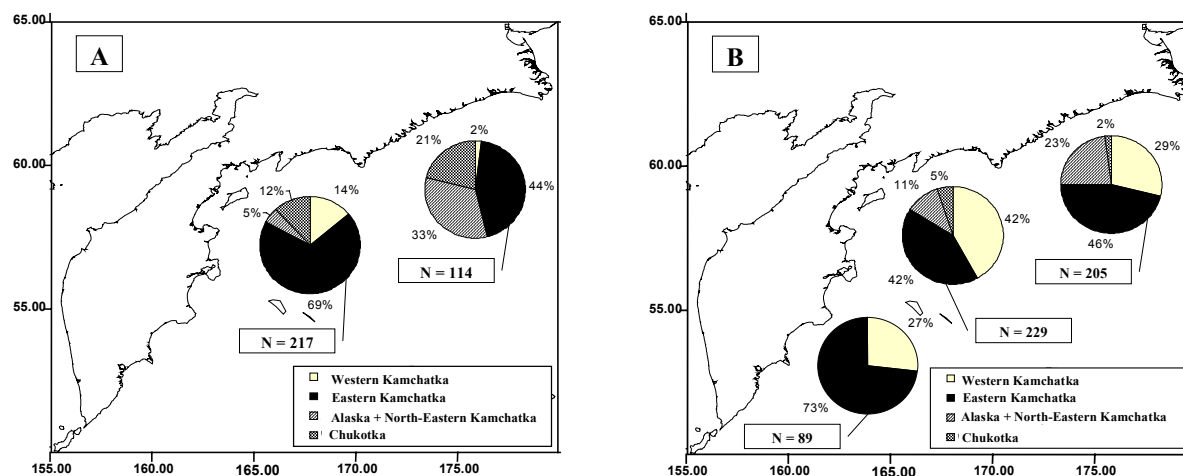 65.00
A
21%
2%
60.00
12%
14%
44%
5%
33%
N = 114
55.00
69%
N = 217
Western Kamchatka
Eastern Kamchatka
Alaska + North-Eastern Kamchatka
Chukotka
155.00 160.00 165.00 170.00 175.00
65.00
B
2%
23%
29%
60.00
5%
11%
42%
46%
42%
N = 205
55.00
27%
N = 229
73%
N = 89
Western Kamchatka
Eastern Kamchatka
Alaska + North-Eastern Kamchatka
Chukotka
155.00 160.00 165.00 170.00 175.00